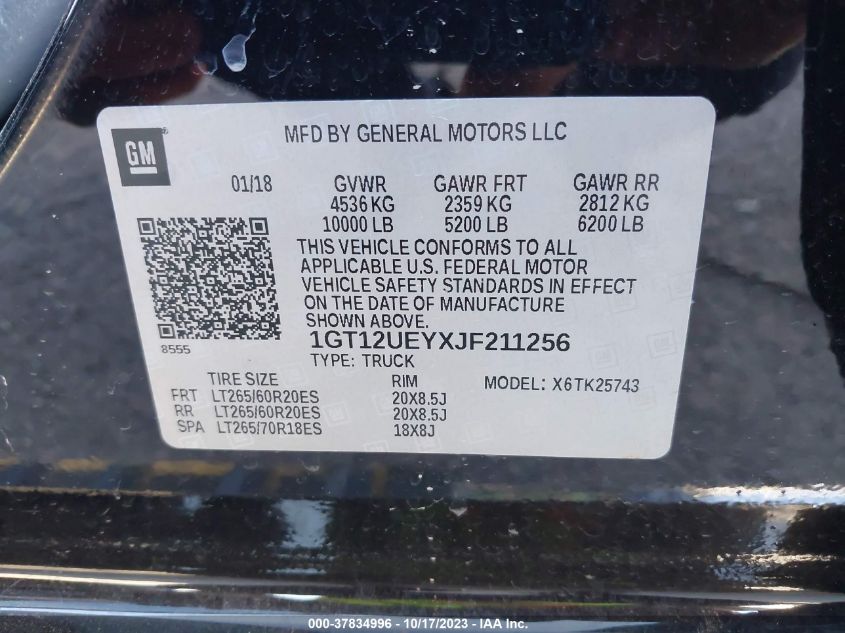 GM
®
MFD BY GENERAL MOTORS LLC
01/18 GVWR GAWR FRT GAWR RR
4536 KG 2359 KG 2812 KG
10000 LB 5200 LB 6200 LB
THIS VEHICLE CONFORMS TO ALL
APPLICABLE U.S. FEDERAL MOTOR
VEHICLE SAFETY STANDARDS IN EFFECT
ON THE DATE OF MANUFACTURE
SHOWN ABOVE.
8555
1GT12UEYXJF211256
TYPE: TRUCK
TIRE SIZE RIM MODEL: X6TK25743
FRT LT265/60R20ES 20X8.5J
RR LT265/60R20ES 20X8.5J
SPA LT265/70R18ES 18X8J
000-37834996 - 10/17/2023 - IAA Inc.